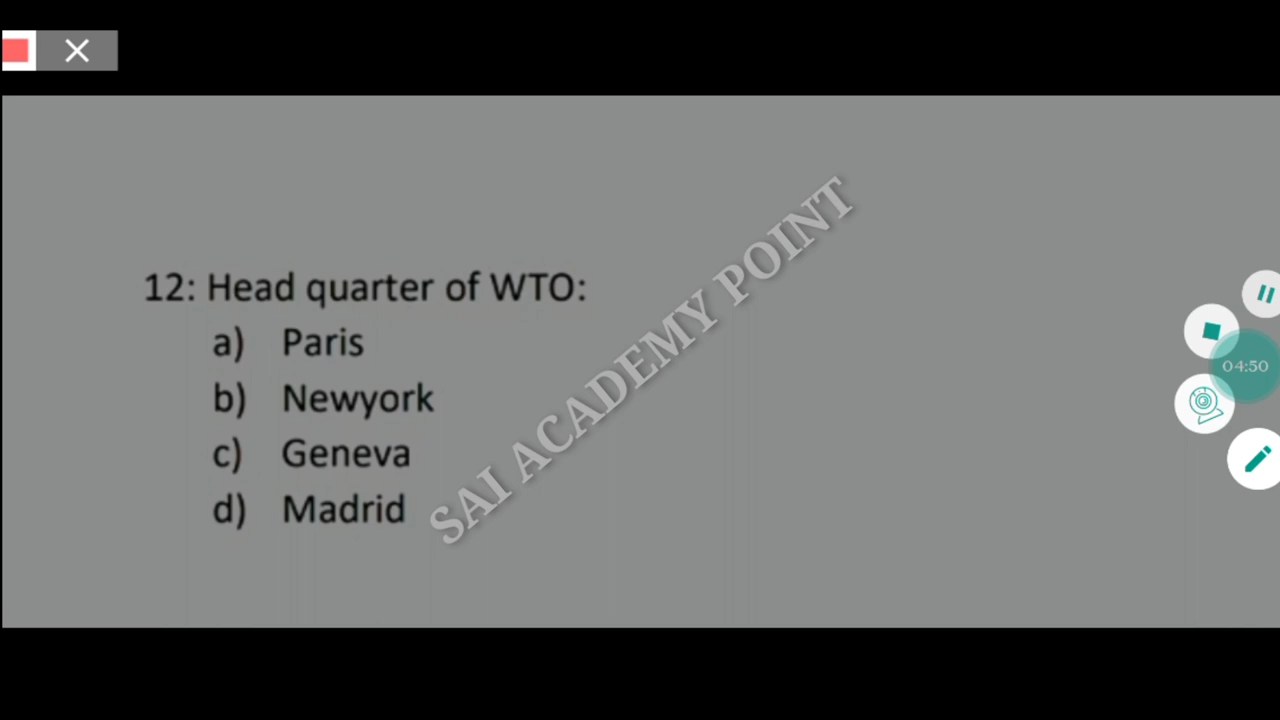 12: Head quarter of WTO:
a) Paris
b) Newyork
c) Geneva
d) Madrid
SAI ACADEMY POINT
04:50